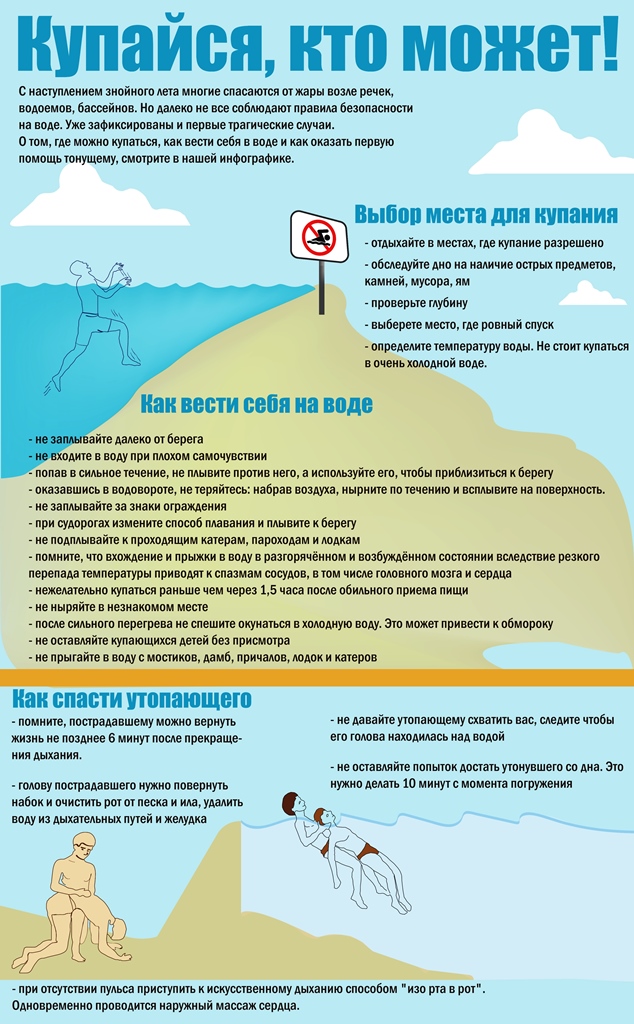 Купайся, кто может!
С наступлением знойного лета многие спасаются от жары возле речек,
водоемов, бассейнов. Но далеко не все соблюдают правила безопасности
на воде. Уже зафиксированы и первые трагические случаи.
О том, где можно купаться, как вести себя в воде и как оказать первую
помощь тонущему, смотрите в нашей инфографике.
Выбор места для купания
- отдыхайте в местах, где купание разрешено
- обследуйте дно на наличие острых предметов,
камней, мусора, ям
- проверьте глубину
- выберете место, где ровный спуск
- определите температуру воды. Не стоит купаться
в очень холодной воде.
Как вести себя на воде
- не заплывайте далеко от берега
- не входите в воду при плохом самочувствии
- попав в сильное течение, не плывите против него, а используйте его, чтобы приблизиться к берегу
- оказавшись в водовороте, не теряйтесь: набрав воздуха, нырните по течению и всплывите на поверхность.
- не заплывайте за знаки ограждения
- при судорогах измените способ плавания и плывите к берегу
- не подплывайте к проходящим катерам, пароходам и лодкам
- помните, что вхождение и прыжки в воду в разгорячённом и возбуждённом состоянии вследствие резкого
перепада температуры приводят к спазмам сосудов, в том числе головного мозга и сердца
- нежелательно купаться раньше чем через 1,5 часа после обильного приема пищи
- не ныряйте в незнакомом месте
- после сильного перегрева не спешите окунаться в холодную воду. Это может привести к обмороку
- не оставляйте купающихся детей без присмотра
- не прыгайте в воду с мостиков, дамб, причалов, лодок и катеров
Как спасти утопающего
- помните, пострадавшему можно вернуть
жизнь не позднее 6 минут после прекраще-
ния дыхания.
- голову пострадавшего нужно повернуть
набок и очистить рот от песка и ила, удалить
воду из дыхательных путей и желудка
- не давайте утопающему схватить вас, следите чтобы
его голова находилась над водой
- не оставляйте попыток достать утонувшего со дна. Это
нужно делать 10 минут с момента погружения
- при отсутствии пульса приступить к искусственному дыханию способом "изо рта в рот".
Одновременно проводится наружный массаж сердца.